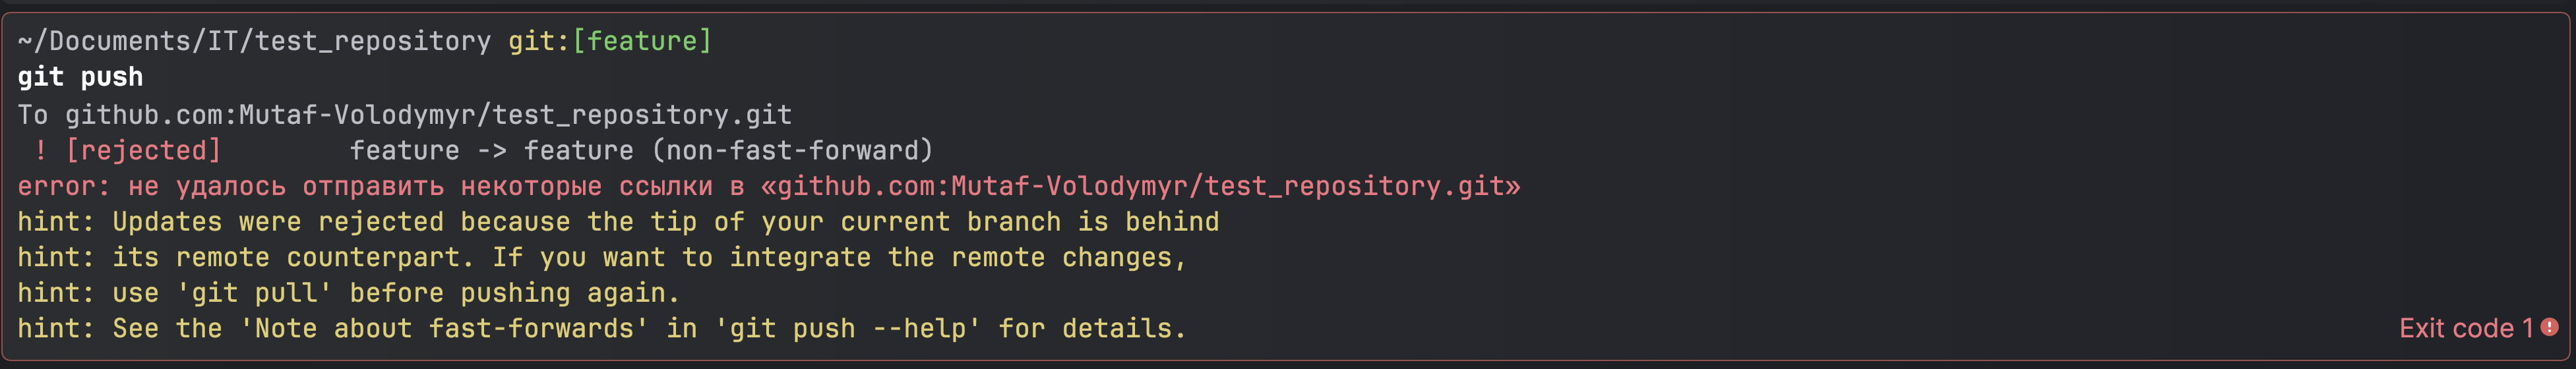 ~/Documents/IT/test_repository git:[feature]
git push
To github.com:Mutaf-Volodymyr/test_repository.git
 ! [rejected]        feature -> feature (non-fast-forward)
error: не удалось отправить некоторые ссылки в «github.com:Mutaf-Volodymyr/test_repository.git»
hint: Updates were rejected because the tip of your current branch is behind
hint: its remote counterpart. If you want to integrate the remote changes,
hint: use 'git pull' before pushing again.
hint: See the 'Note about fast-forwards' in 'git push --help' for details.
Exit code 1